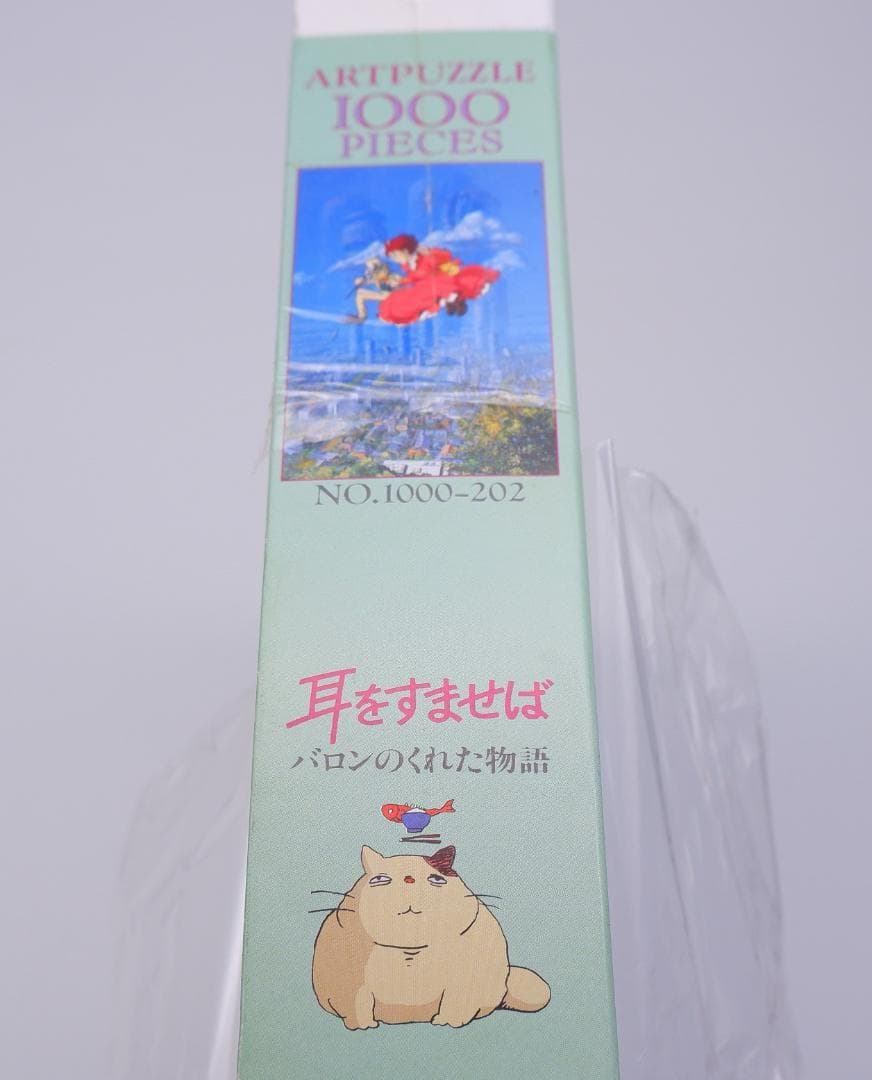 ARTPUZZLE
1000
PIECES
NO.1000-202
耳をすませば
バロンのくれた物語